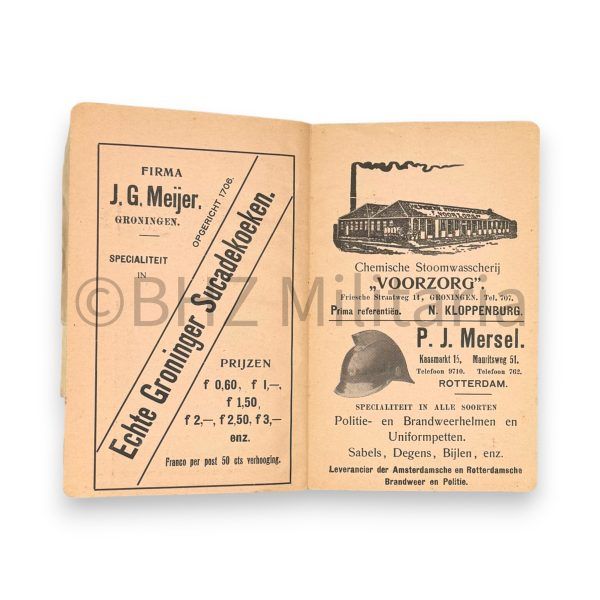 FIRMA
J. G. Meijer.
GRONINGEN.
SPECIALITEIT
IN
OPGERICHT 1706.
Echte Groninger Sucadekoeken.
PRIJZEN
f 0,60, f 1—,
f 1,50,
f 2,—, f 2,50, f 3,—
enz.
Franco per post 50 cts verhooging.
Chemische Stoomwasscherij
„VOORZORG".
Friesche Straatweg 14, GRONINGEN. Tel. 707.
Prima referentiën. N. KLOPPENBURG.
P. J. Mersel.
Kaasmarkt 15, Mauritsweg 51.
Telefoon 9710. Telefoon 762.
ROTTERDAM.
SPECIALITEIT IN ALLE SOORTEN
Politie- en Brandweerhelmen en
Uniformpetten.
Sabels, Degens, Bijlen, enz.
Leverancier der Amsterdamsche en Rotterdamsche
Brandweer en Politie.
©BHZ Militaria